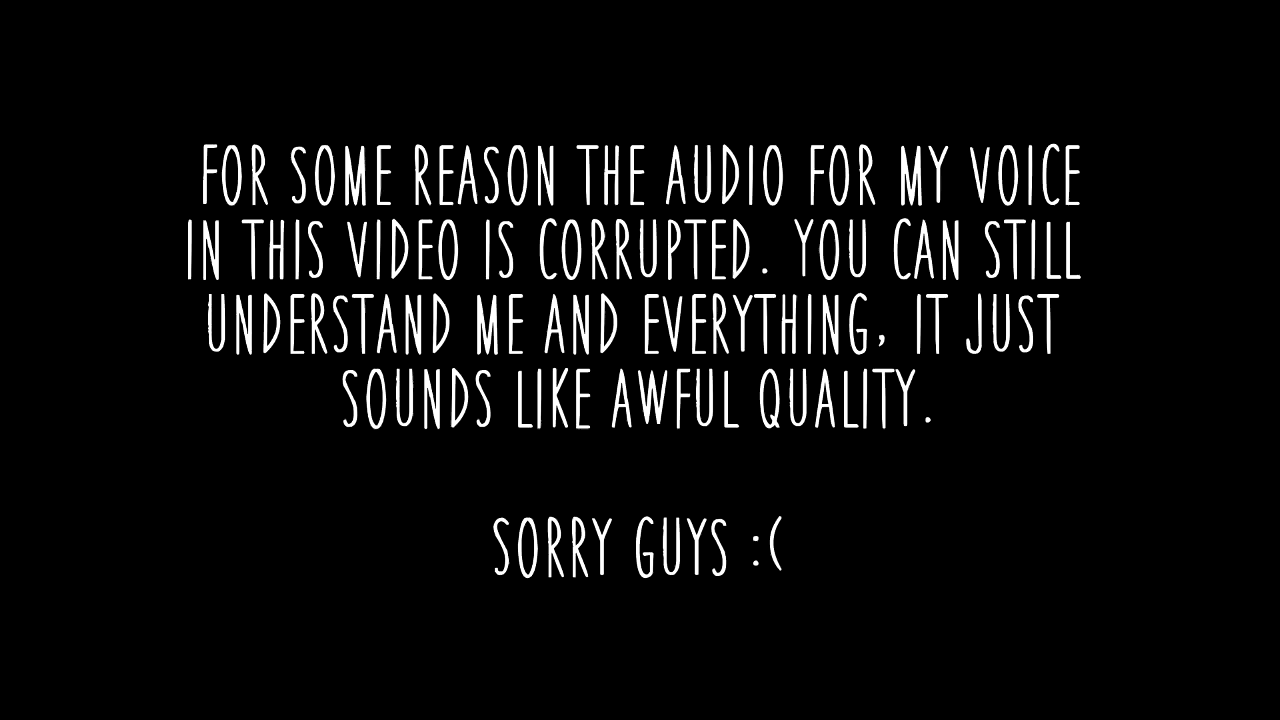 FOR SOME REASON THE AUDIO FOR MY VOICE
IN THIS VIDEO IS CORRUPTED. YOU CAN STILL
UNDERSTAND ME AND EVERYTHING, IT JUST
SOUNDS LIKE AWFUL QUALITY.
SORRY GUYS :(